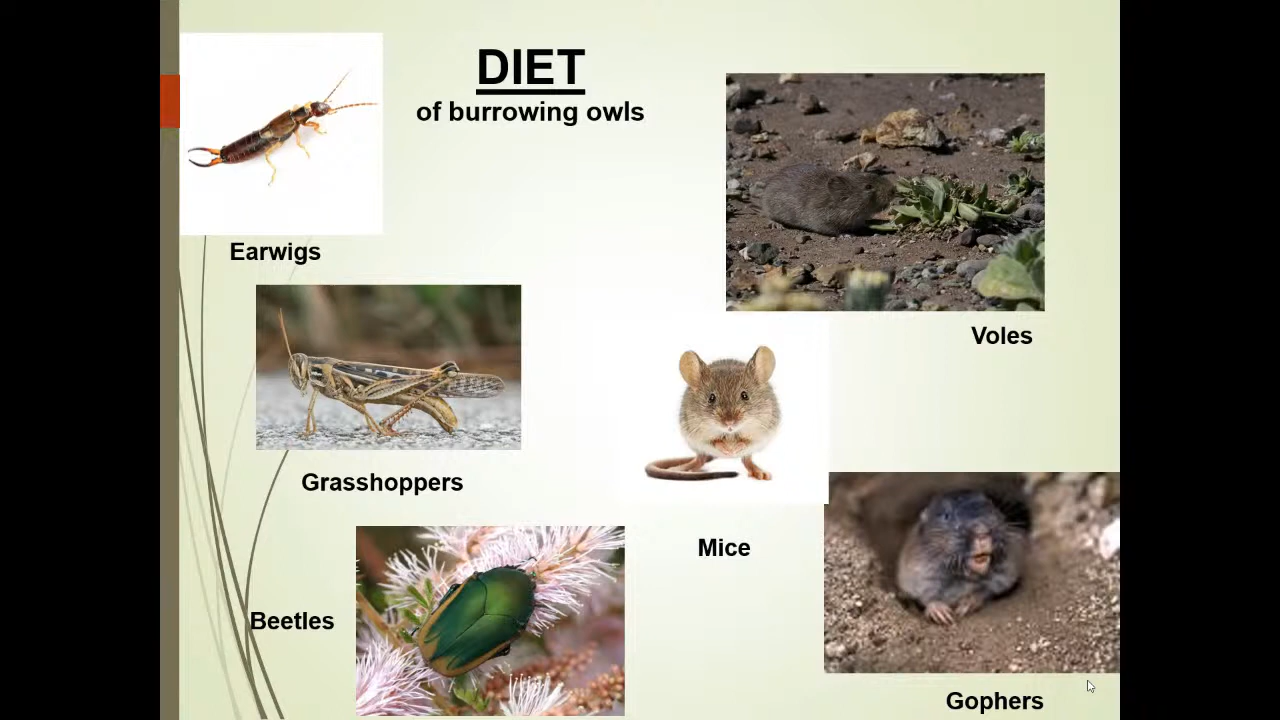 DIET
of burrowing owls
Earwigs
Voles
Grasshoppers
Mice
Beetles
Gophers